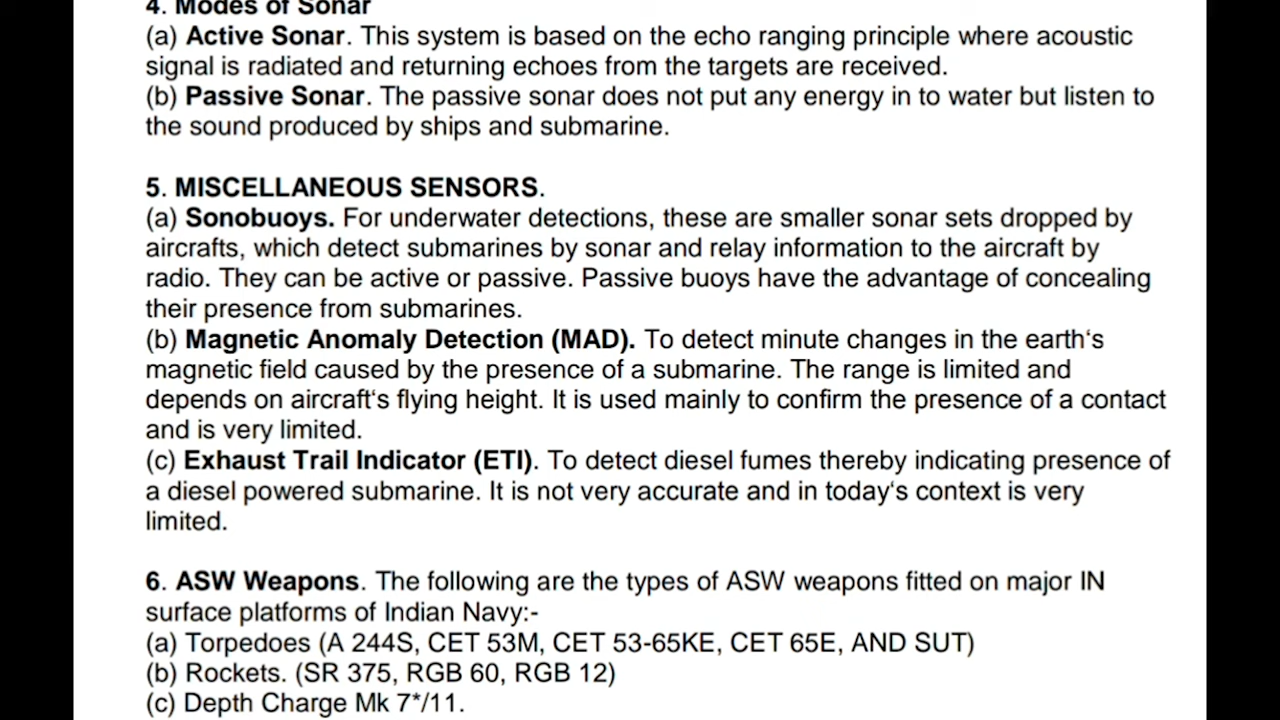 4. Modes of Sonar
(a) Active Sonar. This system is based on the echo ranging principle where acoustic
signal is radiated and returning echoes from the targets are received.
(b) Passive Sonar. The passive sonar does not put any energy in to water but listen to
the sound produced by ships and submarine.
5. MISCELLANEOUS SENSORS.
(a) Sonobuoys. For underwater detections, these are smaller sonar sets dropped by
aircrafts, which detect submarines by sonar and relay information to the aircraft by
radio. They can be active or passive. Passive buoys have the advantage of concealing
their presence from submarines.
(b) Magnetic Anomaly Detection (MAD). To detect minute changes in the earth‘s
magnetic field caused by the presence of a submarine. The range is limited and
depends on aircraft‘s flying height. It is used mainly to confirm the presence of a contact
and is very limited.
(c) Exhaust Trail Indicator (ETI). To detect diesel fumes thereby indicating presence of
a diesel powered submarine. It is not very accurate and in today‘s context is very
limited.
6. ASW Weapons. The following are the types of ASW weapons fitted on major IN
surface platforms of Indian Navy:-
(a) Torpedoes (A 244S, CET 53M, CET 53-65KE, CET 65E, AND SUT)
(b) Rockets. (SR 375, RGB 60, RGB 12)
(c) Depth Charge Mk 7*/11.